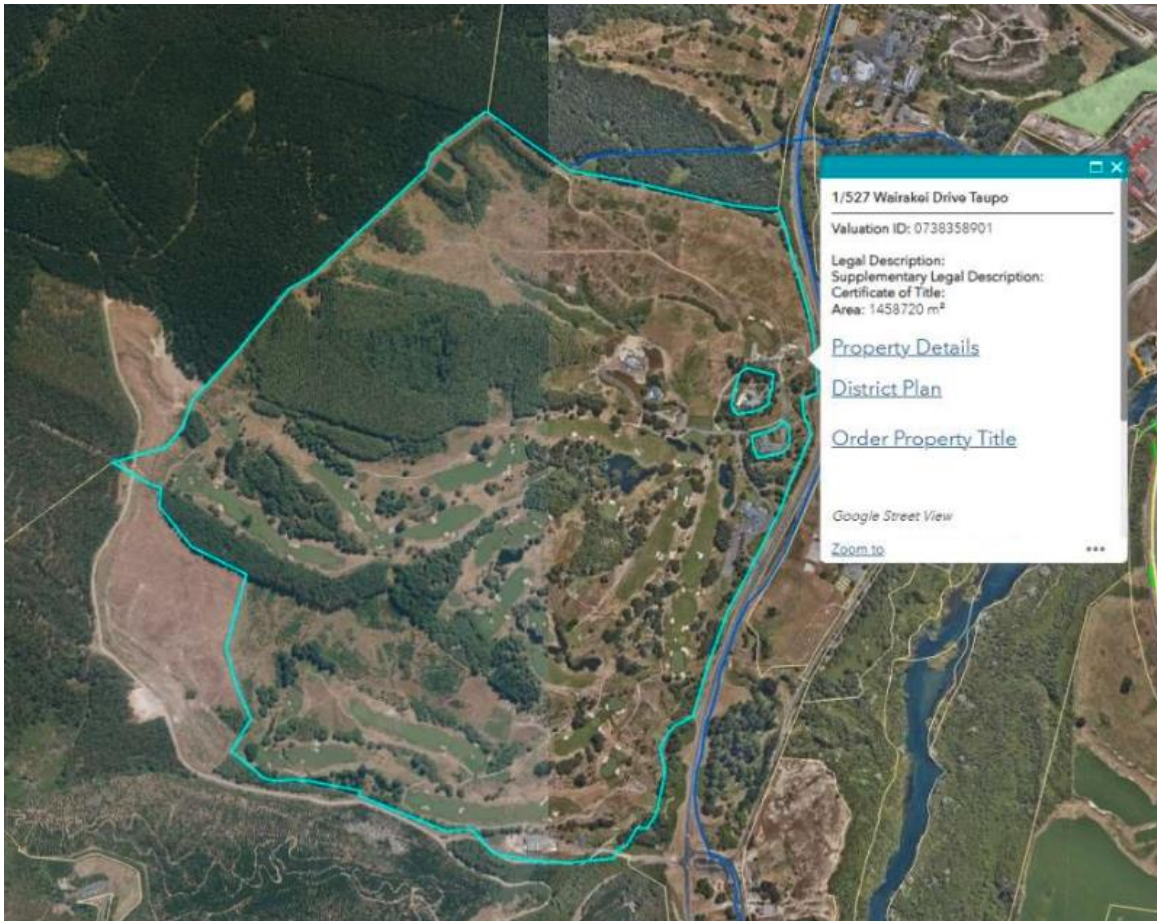 1/527 Wairakei Drive Taupo
Valuation ID: 0738358901
Legal Description:
Supplementary Legal Description:
Certificate of Title:
Area: 1458720 m²
Property Details
District Plan
Order Property Title
Google Street View
Zoom to